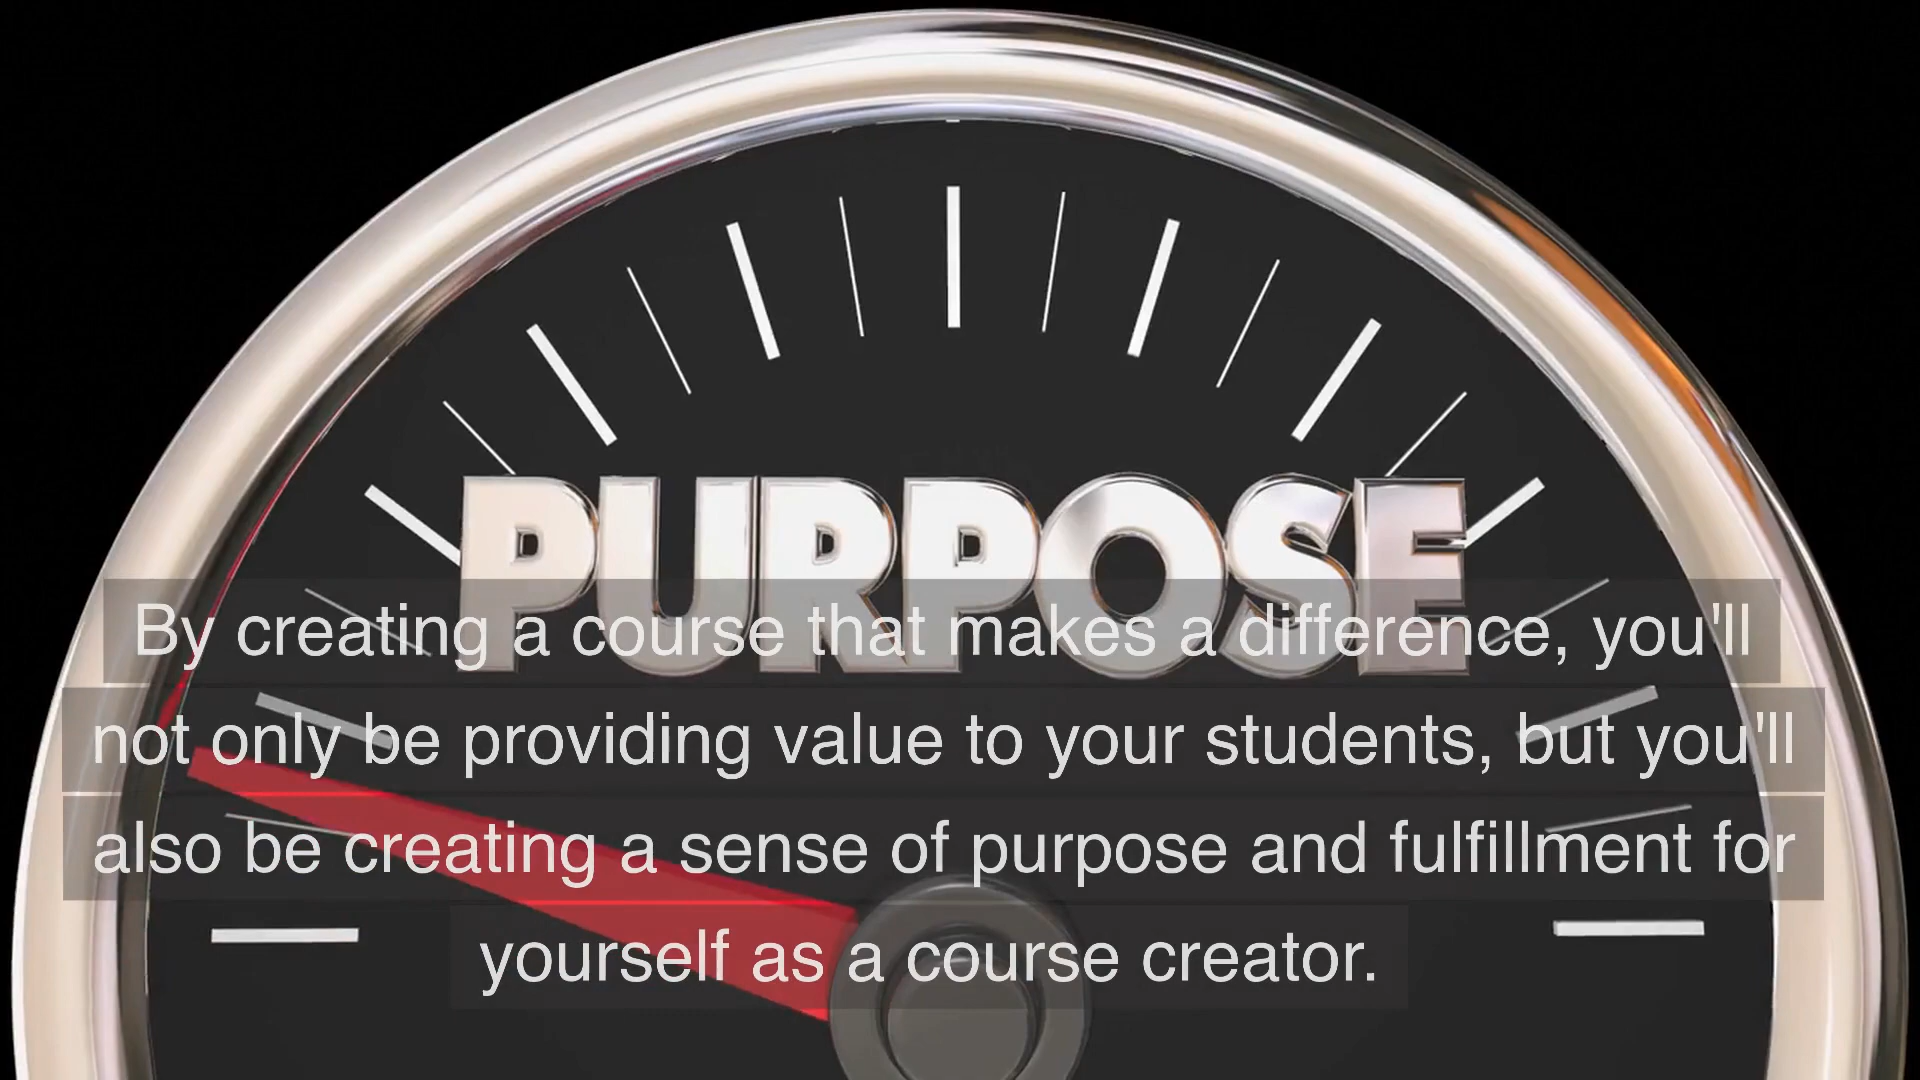 PURPOSE
By creating a course that makes a difference, you'll
not only be providing value to your students, but you'll
also be creating a sense of purpose and fulfillment for
yourself as a course creator.